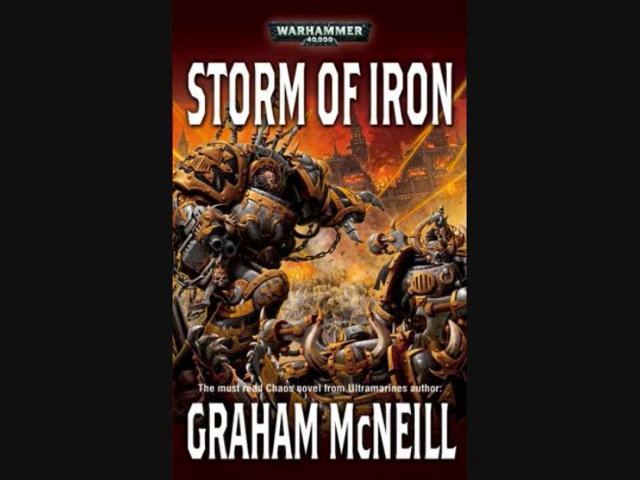 WARHAMMER
40,000
STORM OF IRON
The must read Chaos novel from Ultramarines author:
GRAHAM McNEILL